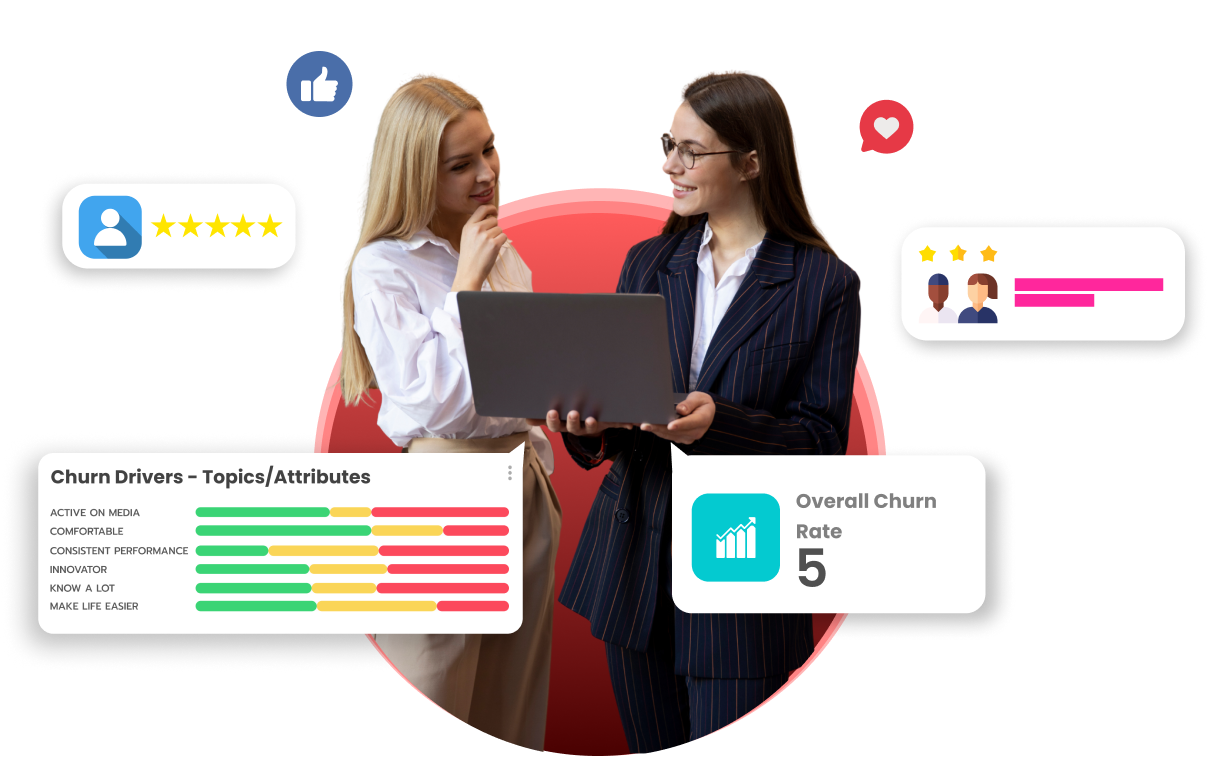 Churn Drivers - Topics/Attributes
ACTIVE ON MEDIA
COMFORTABLE
CONSISTENT PERFORMANCE
INNOVATOR
KNOW A LOT
MAKE LIFE EASIER
Overall Churn
Rate
5